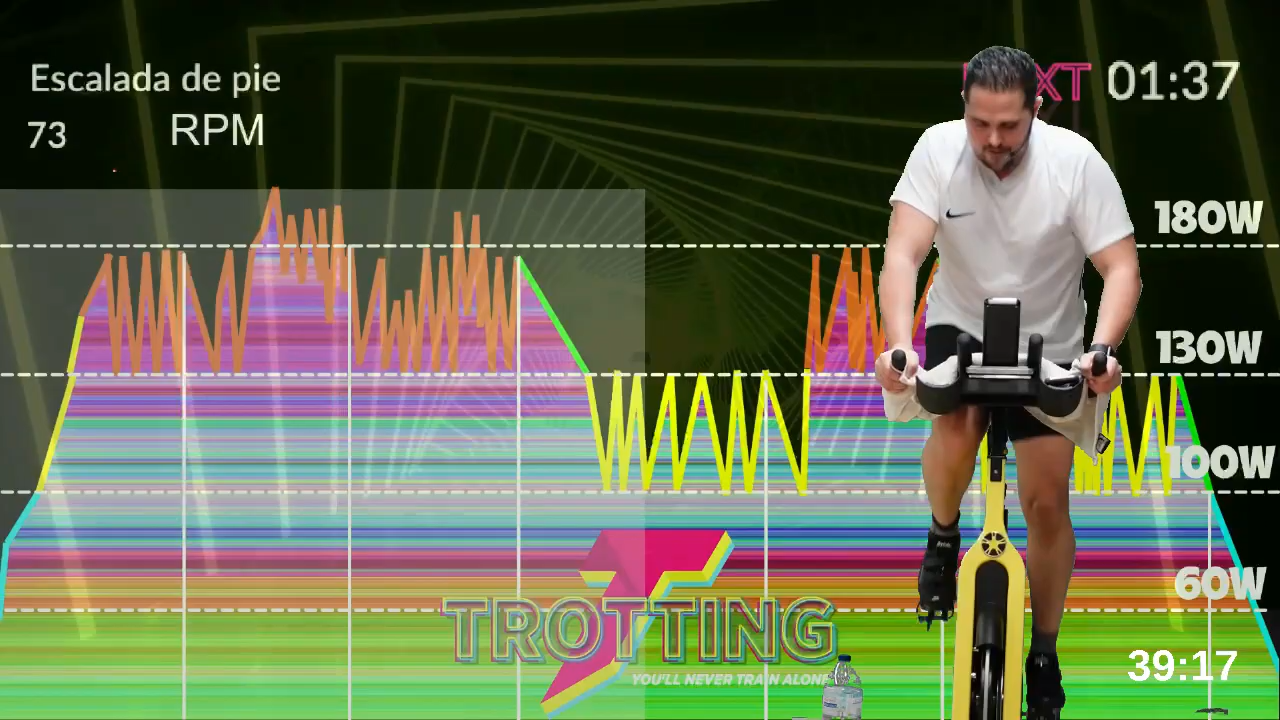 Escalada de pie
73 RPM
XT 01:37
180W
130W
100W
60W
TROTTING
YOU'LL NEVER TRAIN ALONE
39:17